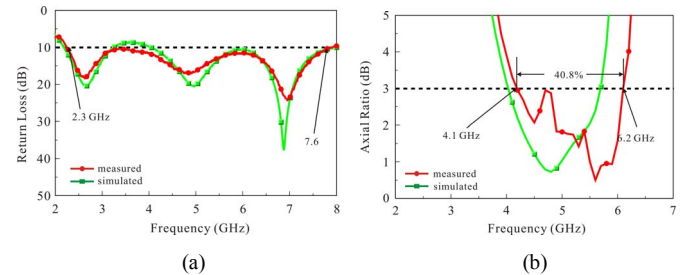 0
10
20
30
40
50
Return Loss (dB)
2.3 GHz
7.6
measured
simulated
2 3 4 5 6 7 8
Frequency (GHz)
(a)
5
4
3
2
1
0
Axial Ratio (dB)
40.8%
4.1 GHz
6.2 GHz
measured
simulated
2 3 4 5 6 7
Frequency (GHz)
(b)